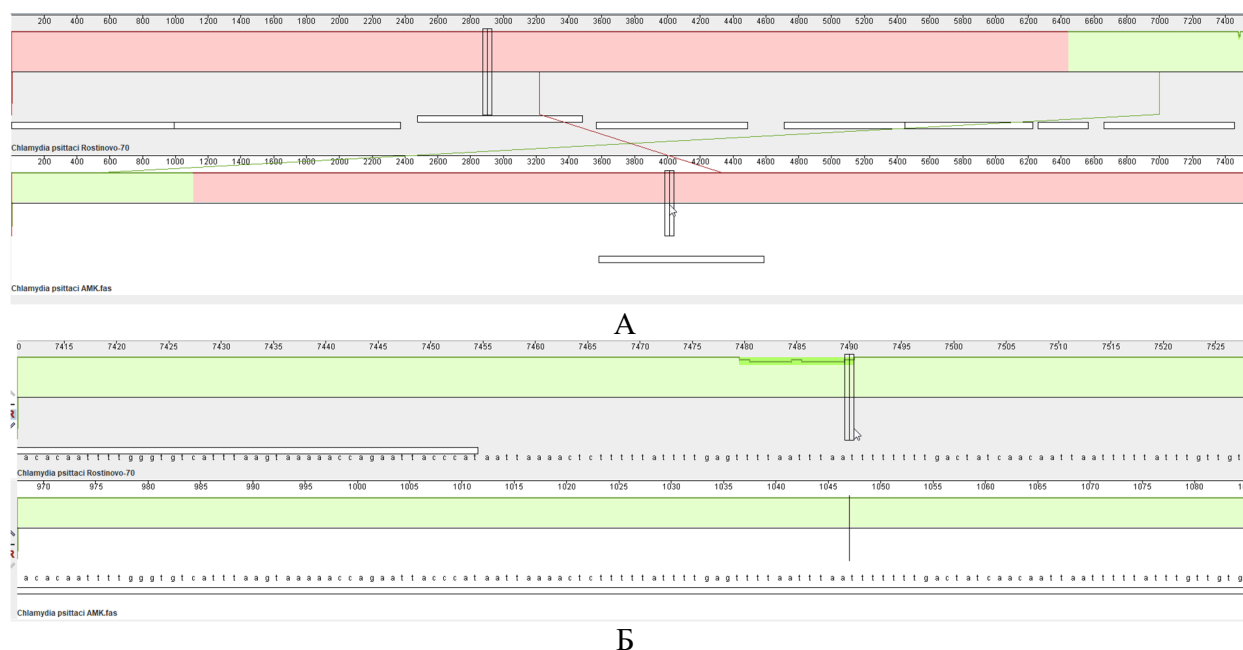 200 400 600 800 1000 1200 1400 1600 1800 2000 2200 2400 2600 2800 3000 3200 3400 3600 3800 4000 4200 4400 4600 4800 5000 5200 5400 5600 5800 6000 6200 6400 6600 6800 7000 7200 7400
Chlamydia psittaci Rostinovo-70
200 400 600 800 1000 1200 1400 1600 1800 2000 2200 2400 2600 2800 3000 3200 3400 3600 3800 4000 4200 4400 4600 4800 5000 5200 5400 5600 5800 6000 6200 6400 6600 6800 7000 7200 7400
Chlamydia psittaci AMK.fas
А
0 7415 7420 7425 7430 7435 7440 7445 7450 7455 7460 7465 7470 7475 7480 7485 7490 7495 7500 7505 7510 7515 7520 7525
a c a c a a t t t t g g g t g t c a t t t a a g t a a a a a c c a g a a t t a c c c a t a a t t a a a a c t c t t t t t a t t t t g a g t t t t a a t t t a a t t t t t t t g a c t a t c a a c a a t t a a t t t t t a t t t g t t g t
Chlamydia psittaci Rostinovo-70
970 975 980 985 990 995 1000 1005 1010 1015 1020 1025 1030 1035 1040 1045 1050 1055 1060 1065 1070 1075 1080
a c a c a a t t t t g g g t g t c a t t t a a g t a a a a a c c a g a a t t a c c c a t a a t t a a a a c t c t t t t t a t t t t g a g t t t t a a t t t a a t t t t t t t g a c t a t c a a c a a t t a a t t t t t a t t t g t t g t g
Chlamydia psittaci AMK.fas
Б